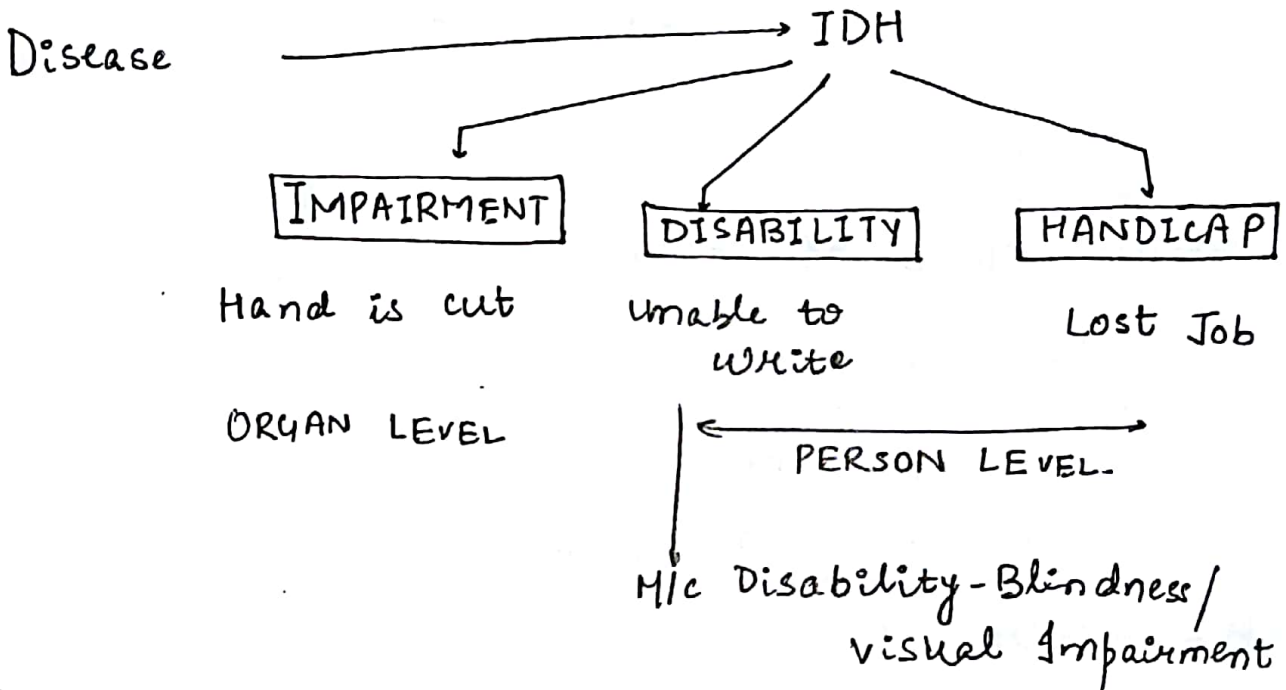 Disease
IDH
IMPAIRMENT
DISABILITY
HANDICAP
Hand is cut
unable to
write
Lost Job
ORGAN LEVEL
PERSON LEVEL-
M/c Disability-Blindness/
visual Impairment